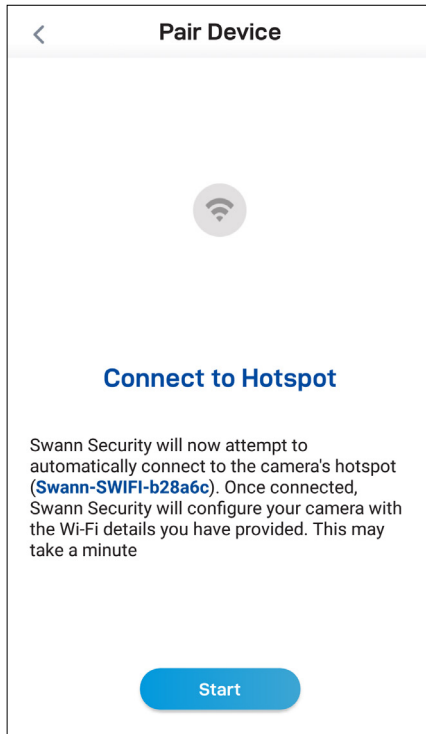 Pair Device
Connect to Hotspot
Swann Security will now attempt to
automatically connect to the camera's hotspot
(Swann-SWIFI-b28a6c). Once connected,
Swann Security will configure your camera with
the Wi-Fi details you have provided. This may
take a minute
Start